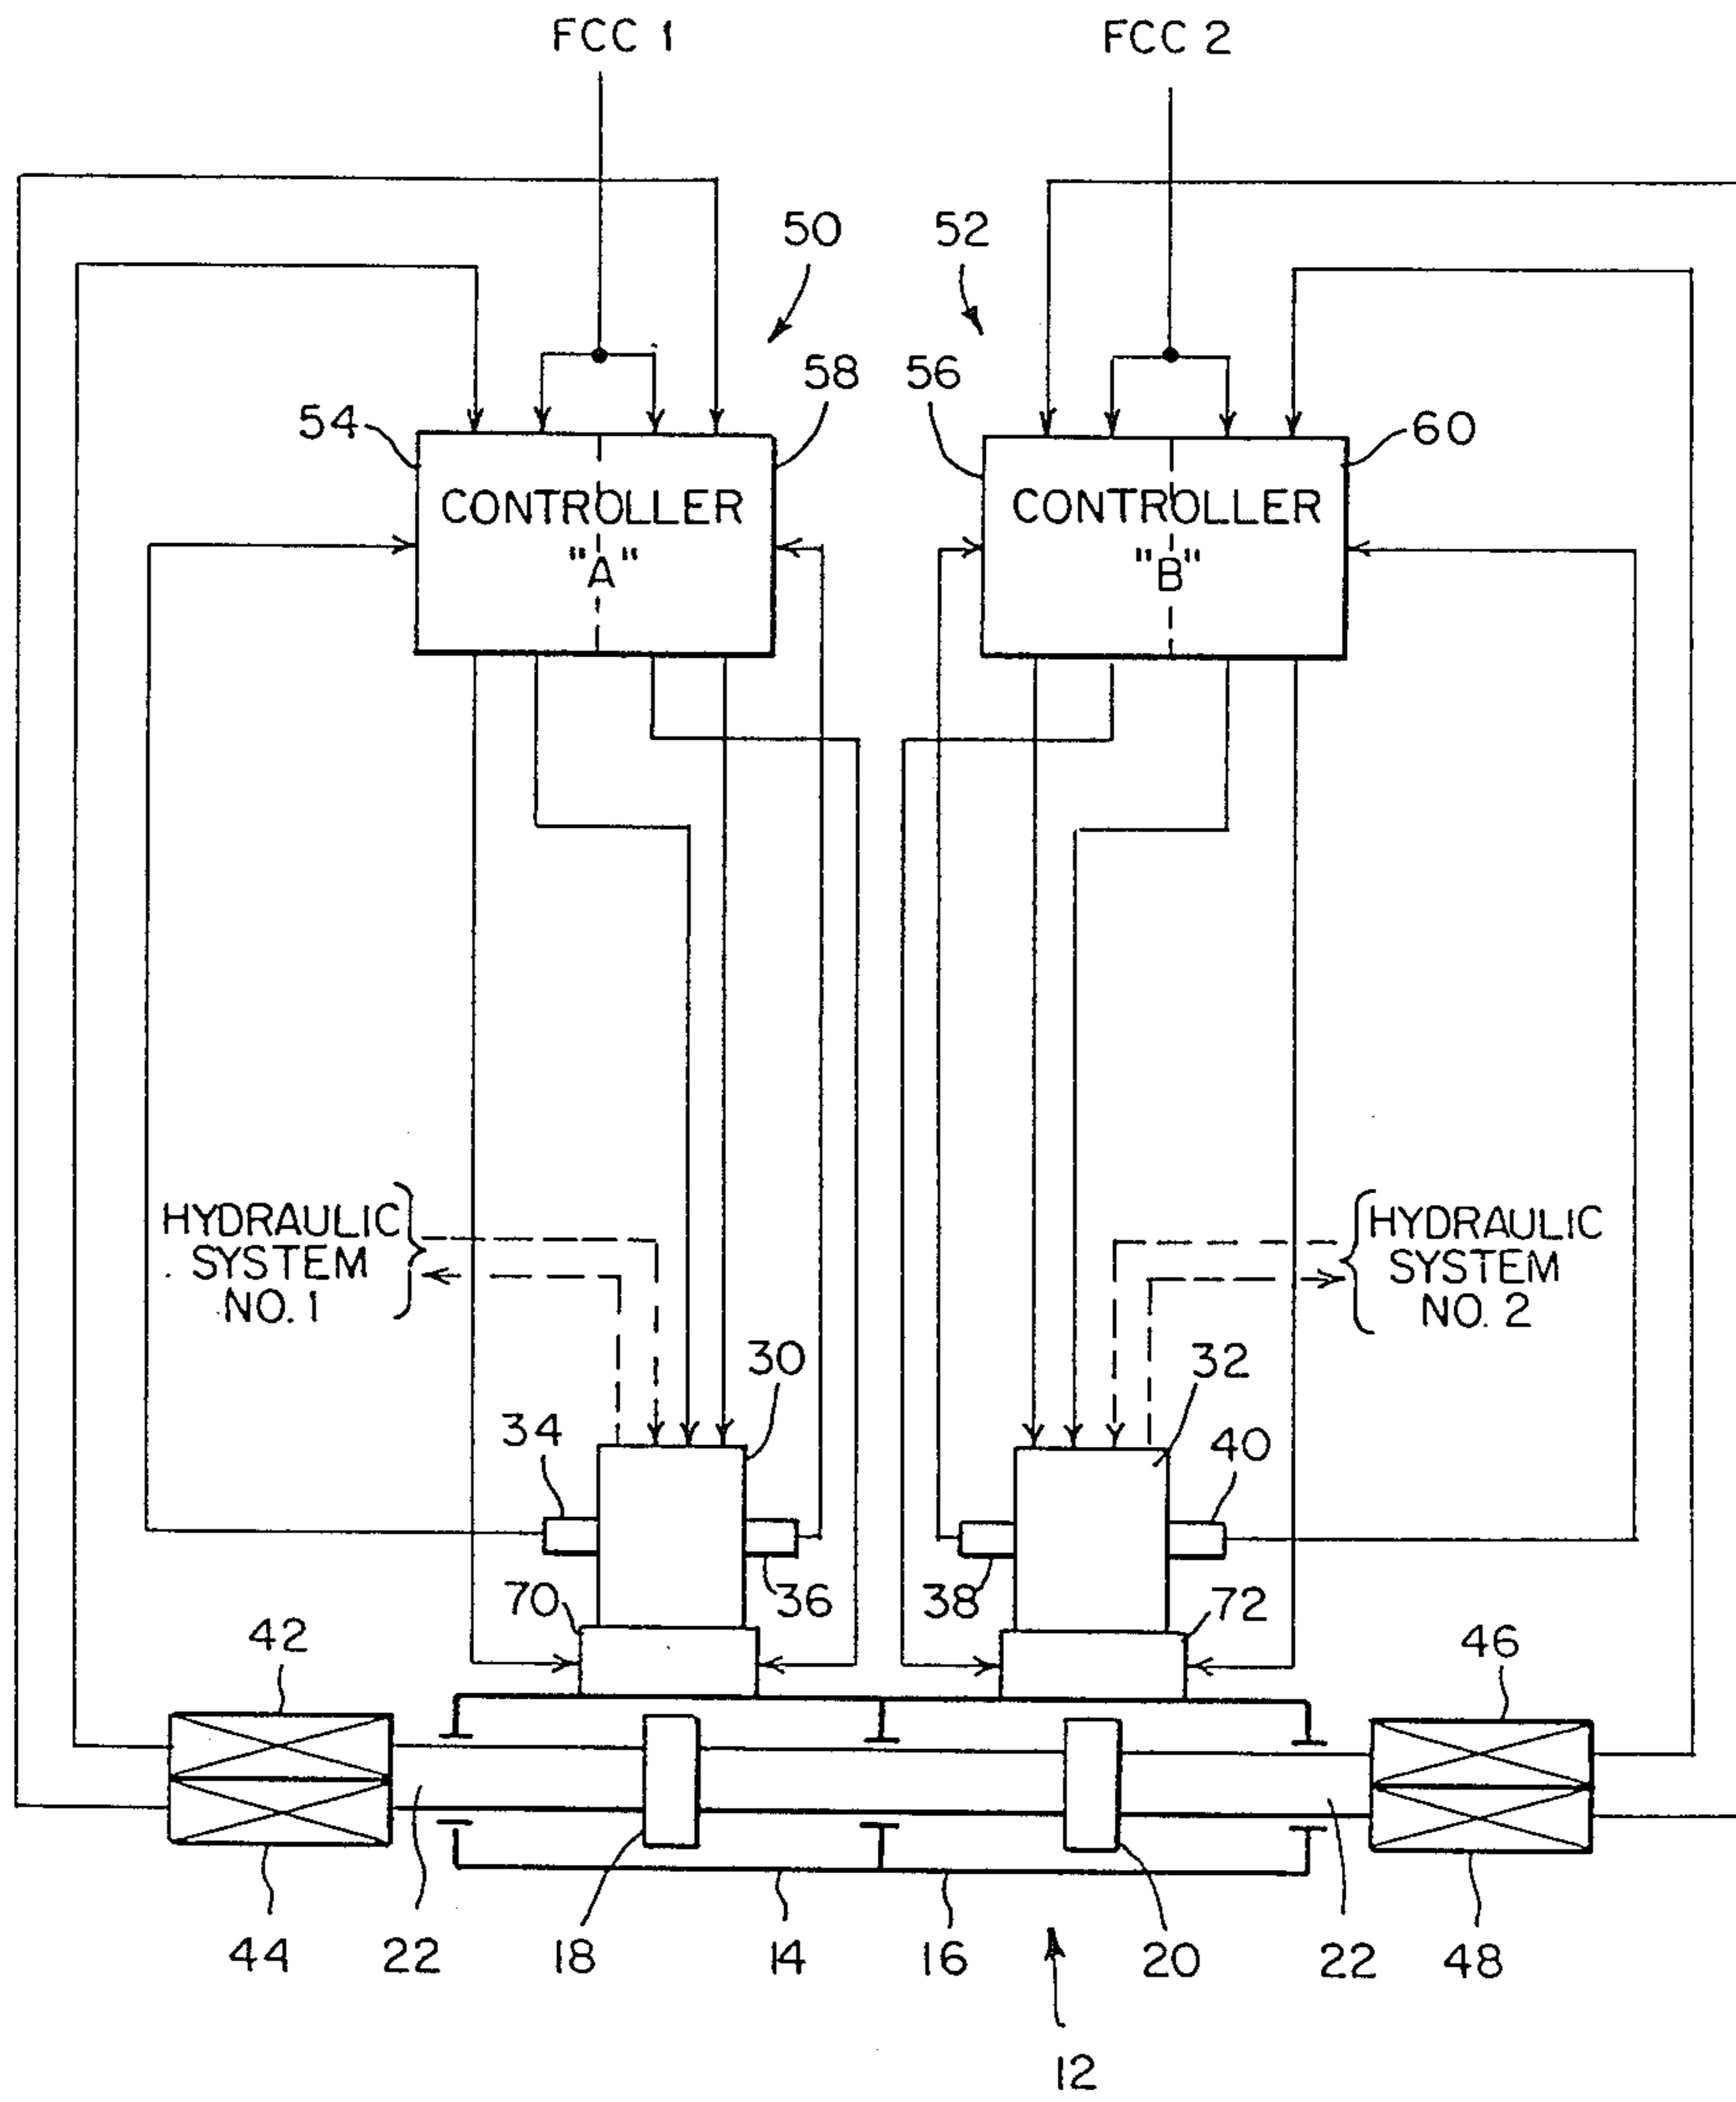 FCC 1
FCC 2
50
52
58
56
54
60
CONTROLLER
"A"
CONTROLLER
"B"
HYDRAULIC
SYSTEM
NO. 1
HYDRAULIC
SYSTEM
NO. 2
30
32
34
40
70
36
38
72
42
46
44
22
18
14
16
20
22
48
12